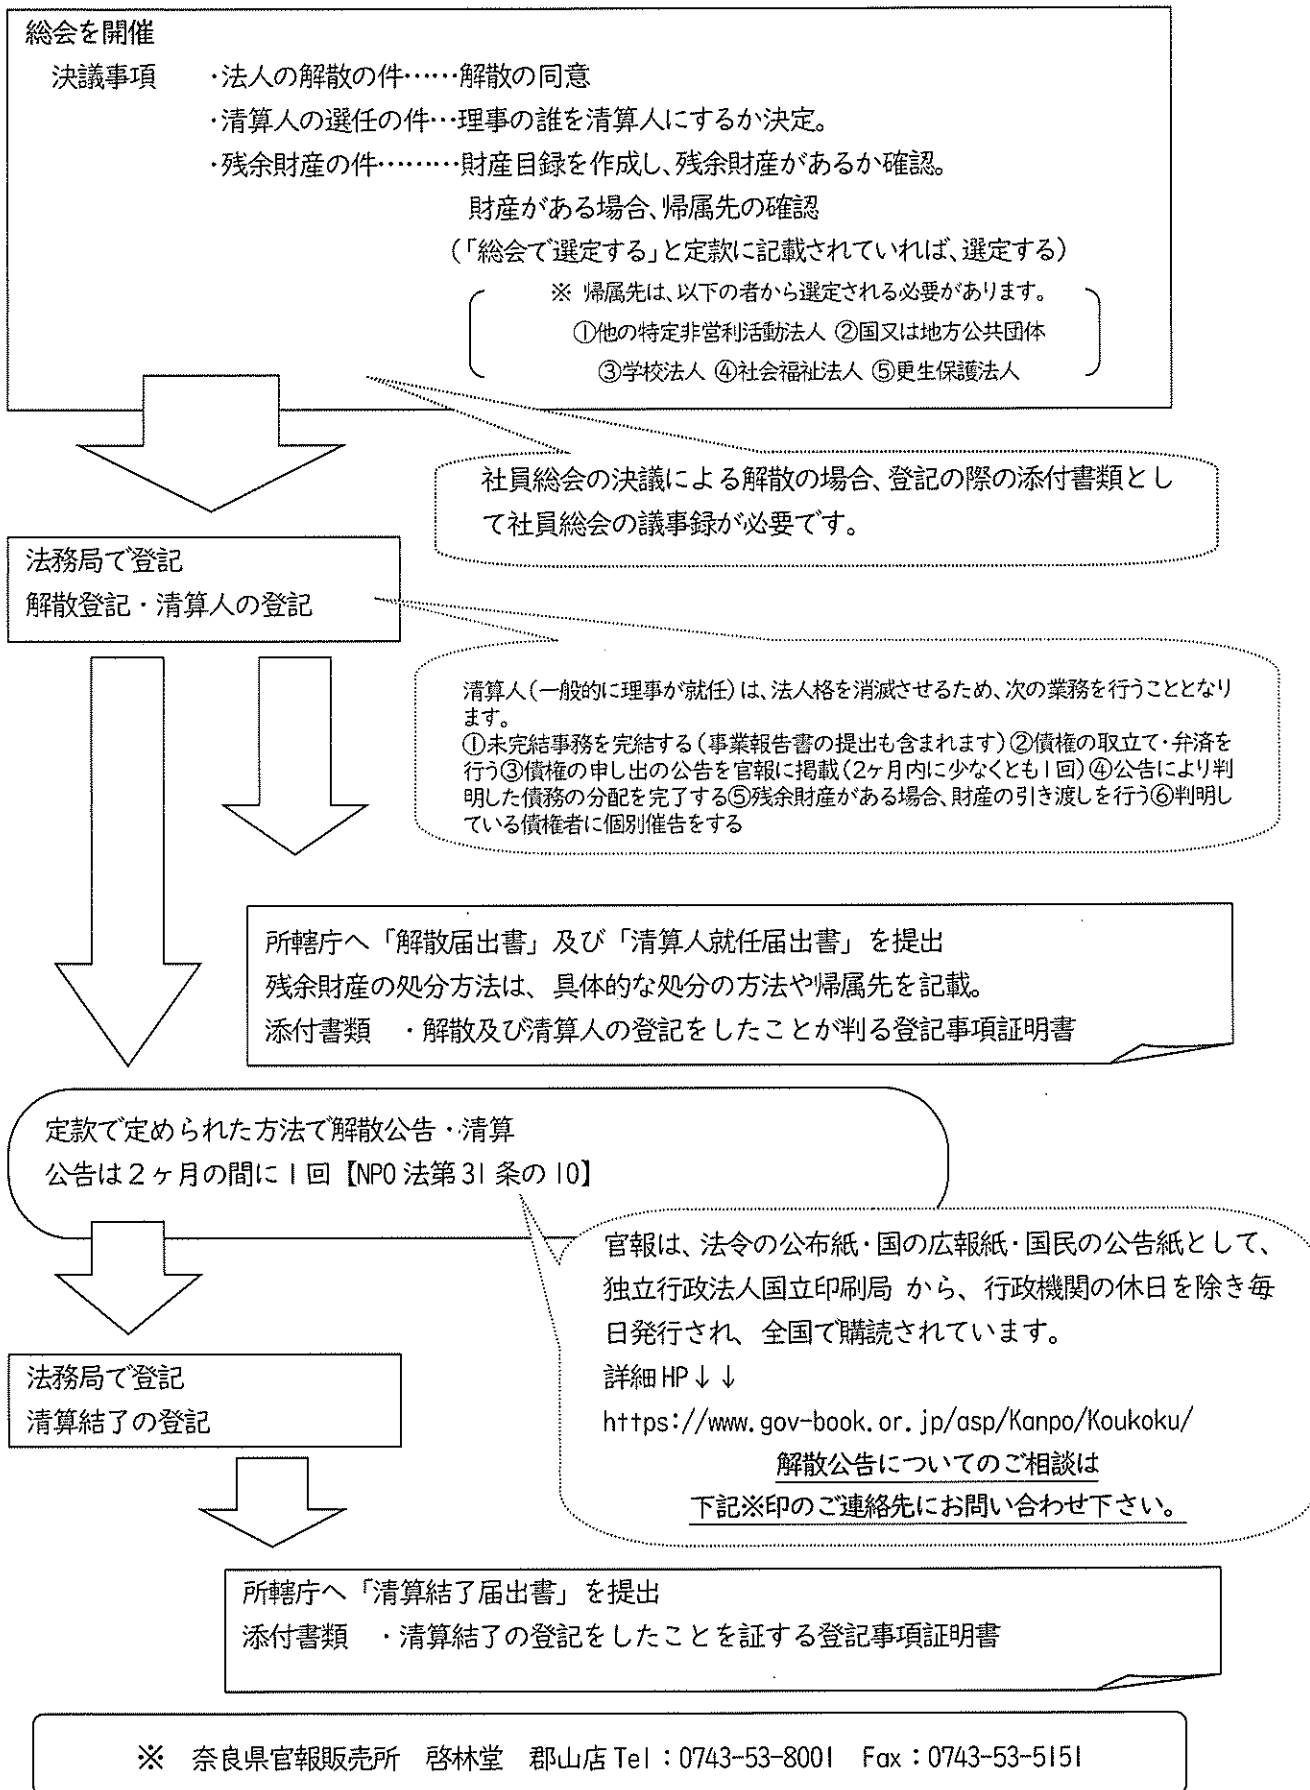 総会を開催
決議事項　・法人の解散の件……解散の同意
・清算人の選任の件…理事の誰を清算人にするか決定。
・残余財産の件………財産目録を作成し、残余財産があるか確認。
財産がある場合、帰属先の確認
(「総会で選定する」と定款に記載されていれば、選定する)
※ 帰属先は、以下の者から選定される必要があります。
①他の特定非営利活動法人 ②国又は地方公共団体
③学校法人 ④社会福祉法人 ⑤更生保護法人
社員総会の決議による解散の場合、登記の際の添付書類とし
て社員総会の議事録が必要です。
法務局で登記
解散登記・清算人の登記
清算人(一般的に理事が就任)は、法人格を消滅させるため、次の業務を行うこととなり
ます。
①未完結事務を完結する(事業報告書の提出も含まれます)②債権の取立て・弁済を
行う③債権の申し出の公告を官報に掲載(2ヶ月内に少なくとも1回)④公告により判
明した債務の分配を完了する⑤残余財産がある場合、財産の引き渡しを行う⑥判明し
ている債権者に個別催告をする
所轄庁へ「解散届出書」及び「清算人就任届出書」を提出
残余財産の処分方法は、具体的な処分の方法や帰属先を記載。
添付書類　・解散及び清算人の登記をしたことが判る登記事項証明書
定款で定められた方法で解散公告・清算
公告は2ヶ月の間に1回【NPO法第31条の10】
官報は、法令の公布紙・国の広報紙・国民の公告紙として、
独立行政法人国立印刷局 から、行政機関の休日を除き毎
日発行され、全国で購読されています。
詳細HP↓↓
https://www.gov-book.or.jp/asp/Kanpo/Koukoku/
解散公告についてのご相談は
下記※印のご連絡先にお問い合わせ下さい。
法務局で登記
清算結了の登記
所轄庁へ「清算結了届出書」を提出
添付書類　・清算結了の登記をしたことを証する登記事項証明書
※　奈良県官報販売所　啓林堂　郡山店 Tel:0743-53-8001　Fax:0743-53-5151